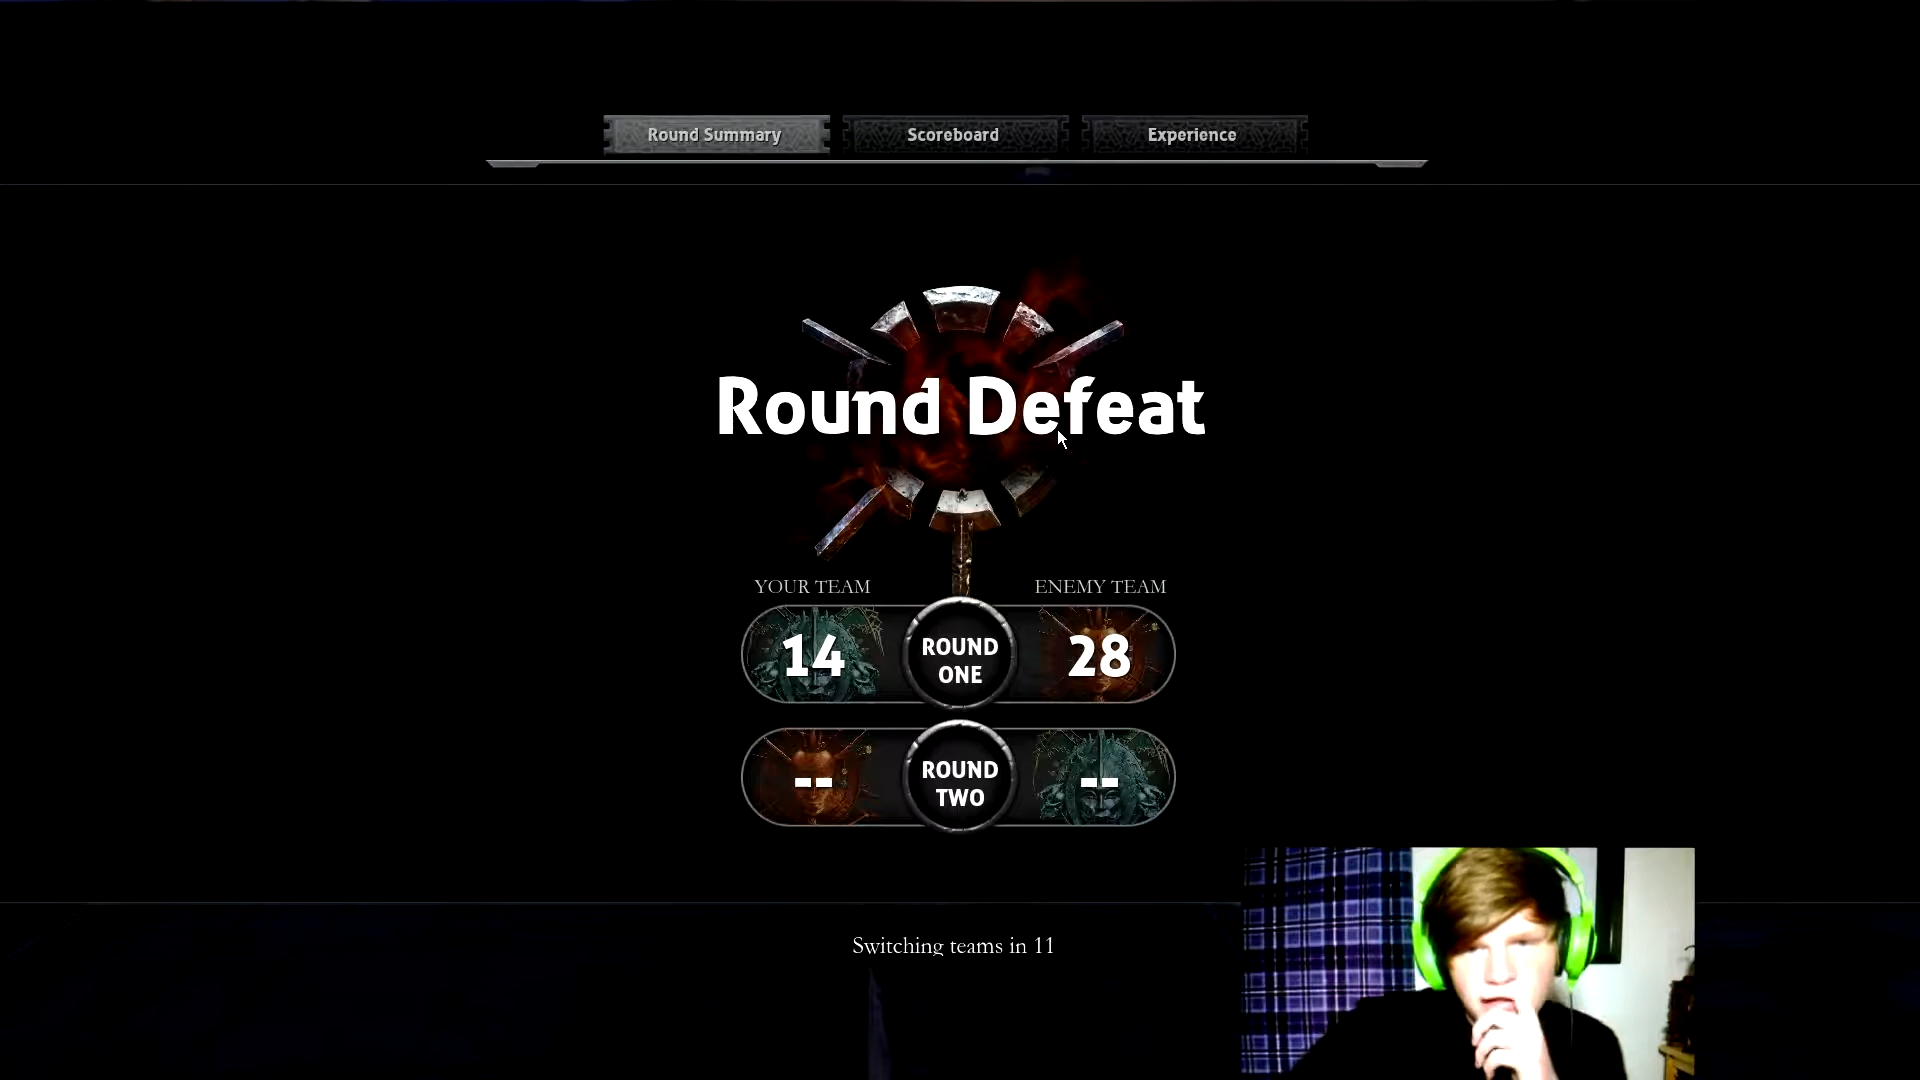 Round Summary
Scoreboard
Experience
Round Defeat
YOUR TEAM
ENEMY TEAM
14
ROUND
ONE
28
--
ROUND
TWO
--
Switching teams in 11